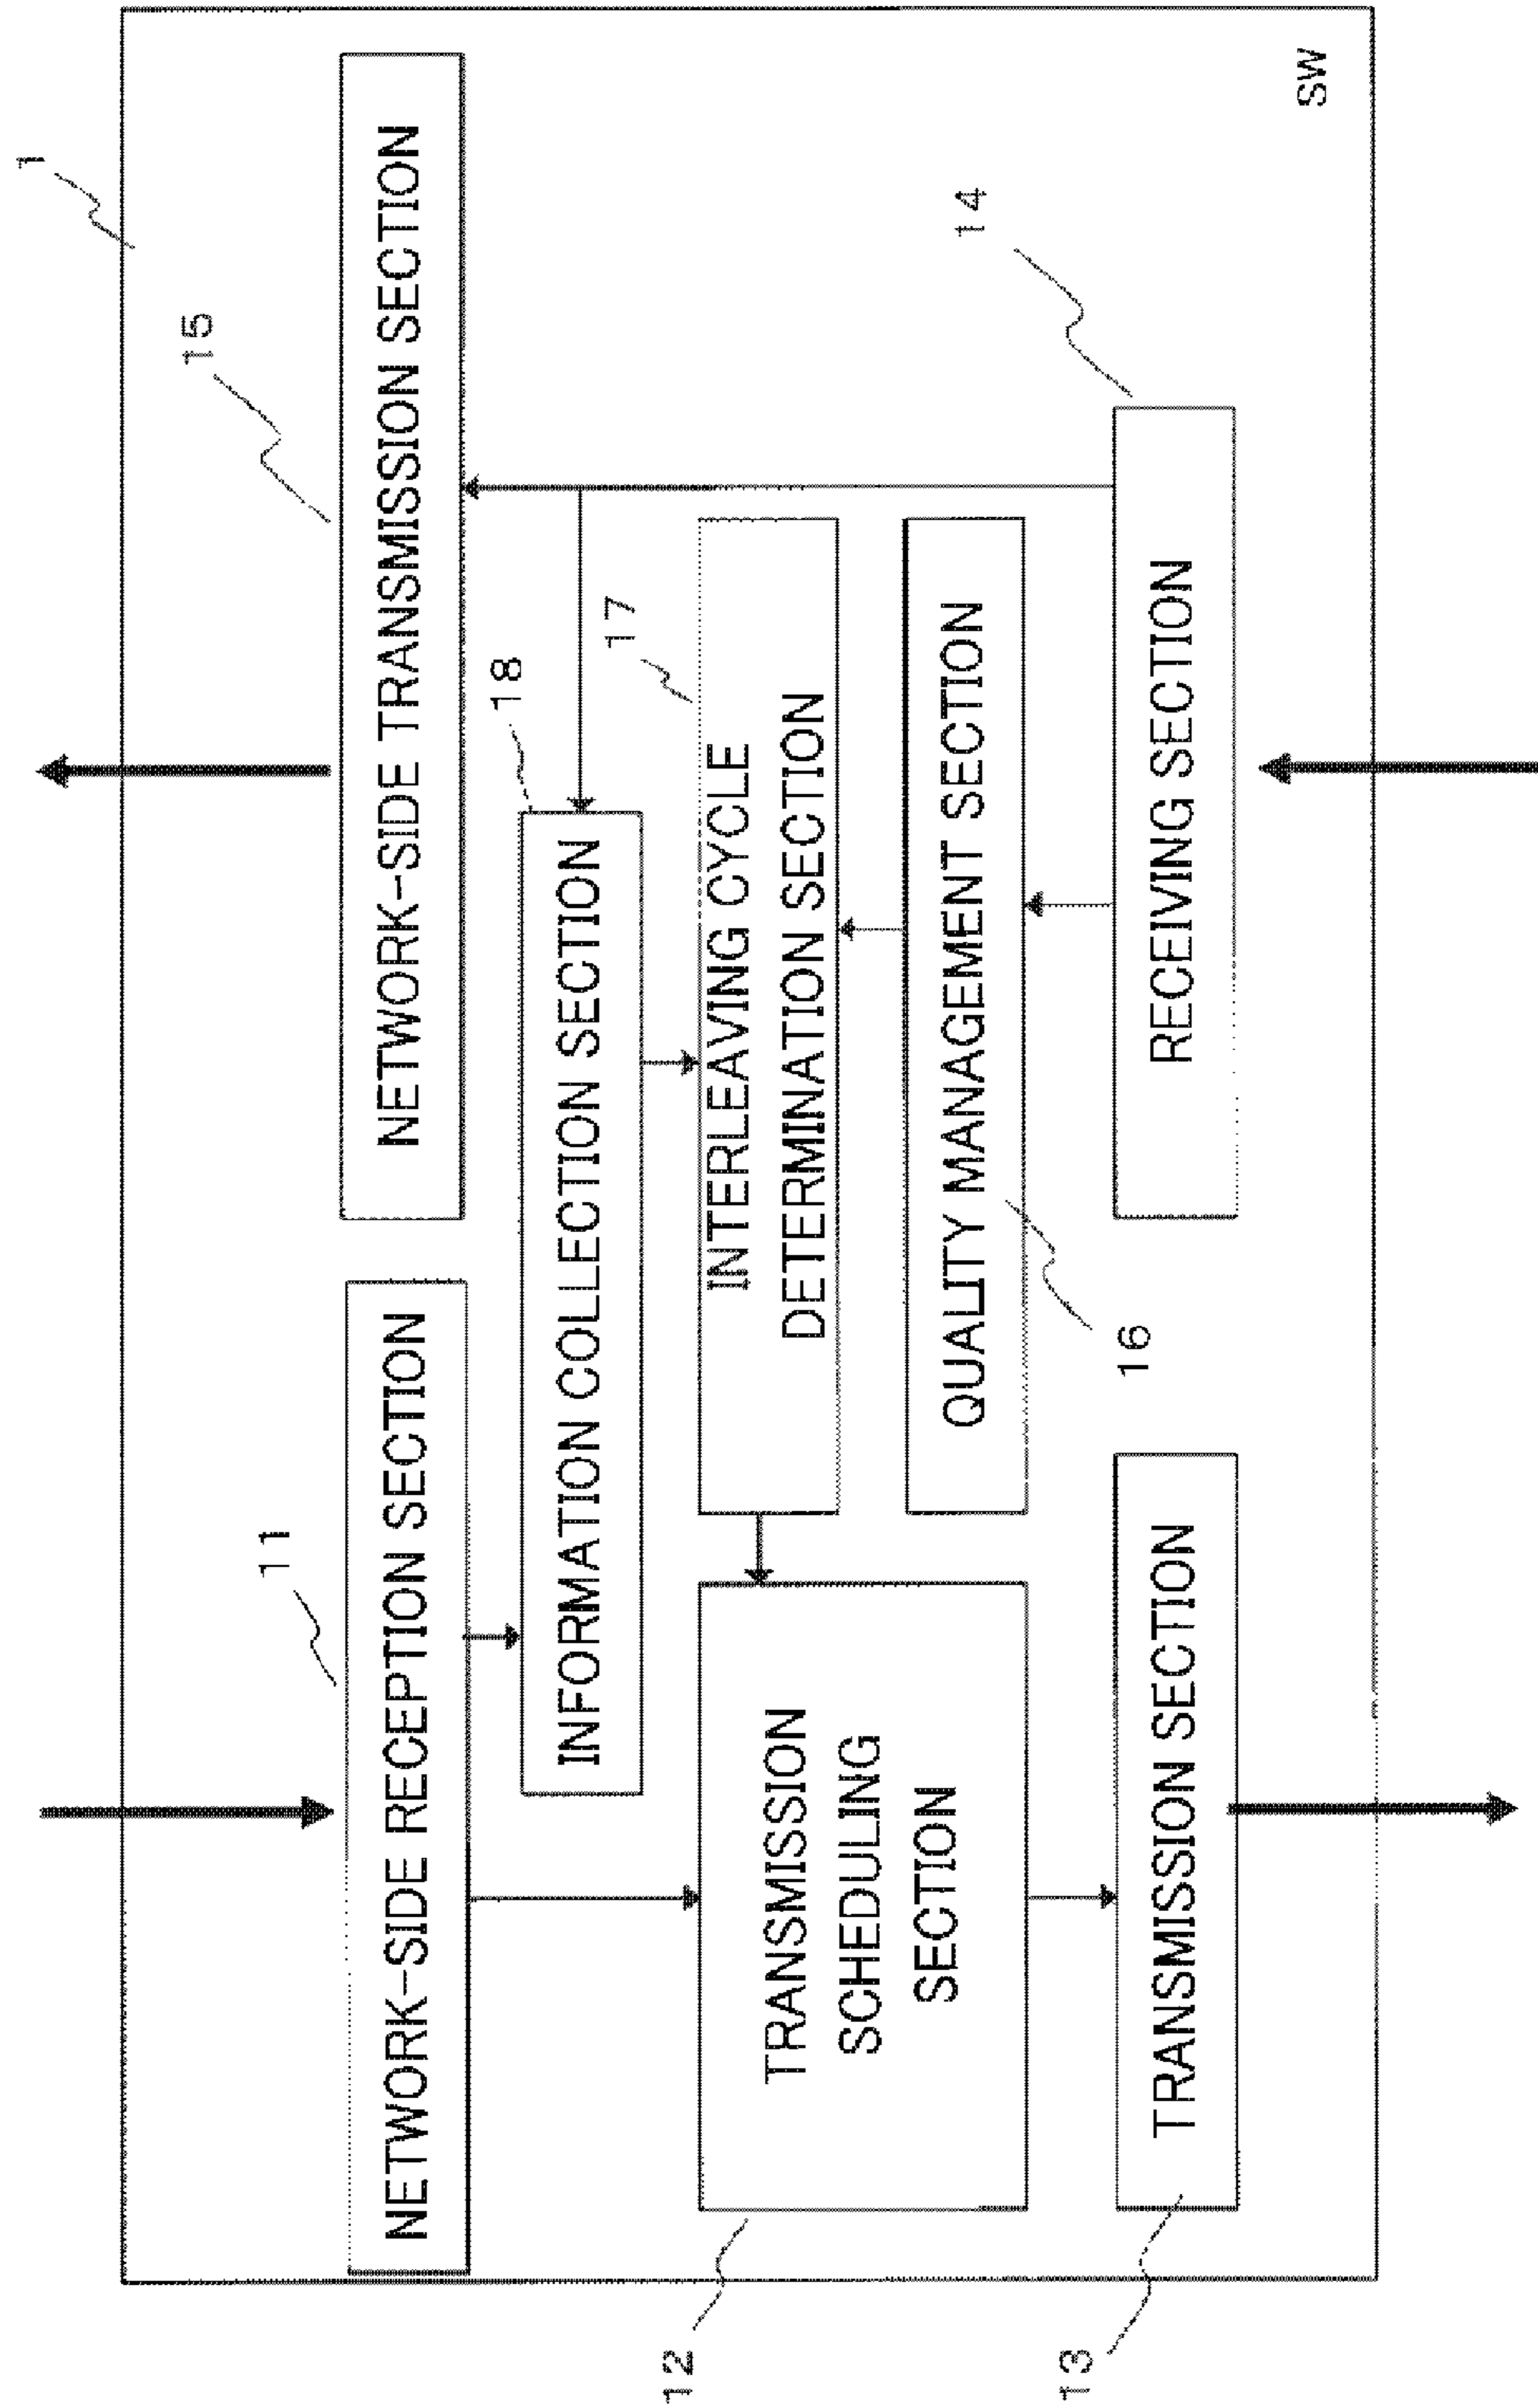 1
11
15
NETWORK-SIDE RECEPTION SECTION
NETWORK-SIDE TRANSMISSION SECTION
18
INFORMATION COLLECTION SECTION
17
12
TRANSMISSION
SCHEDULING
SECTION
INTERLEAVING CYCLE
DETERMINATION SECTION
QUALITY MANAGEMENT SECTION
14
16
13
TRANSMISSION SECTION
RECEIVING SECTION
SW